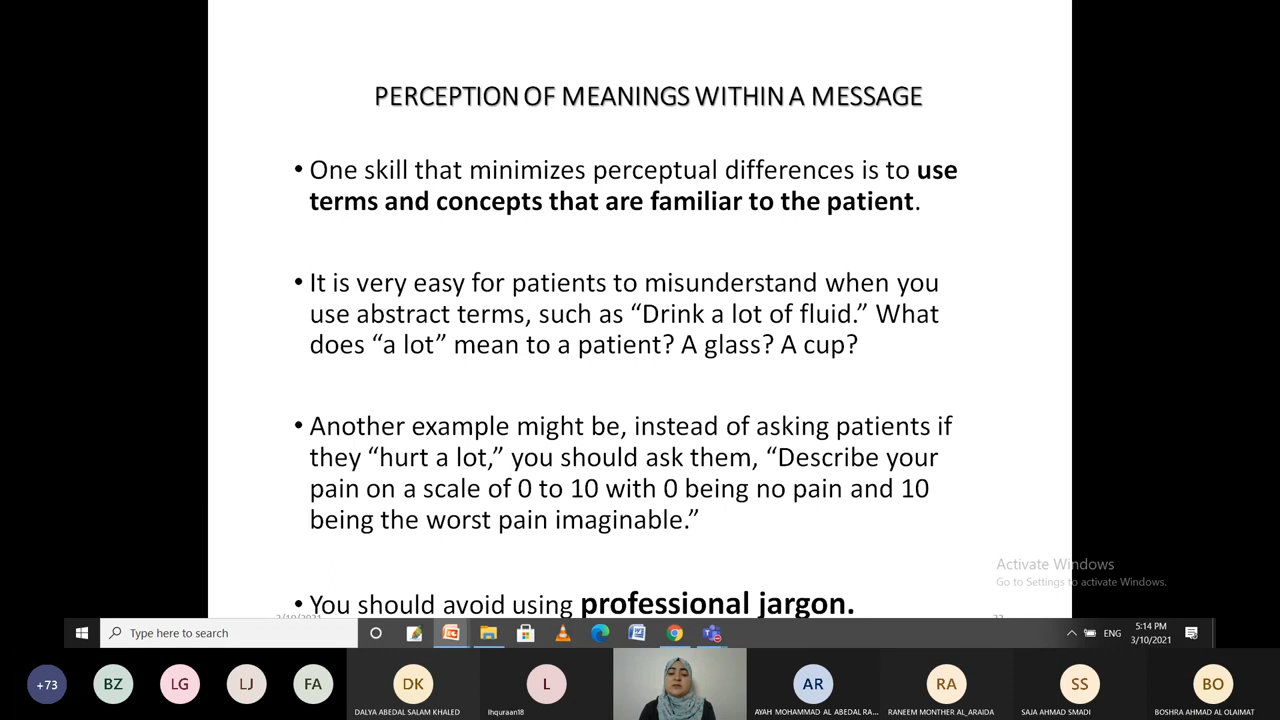 PERCEPTION OF MEANINGS WITHIN A MESSAGE
• One skill that minimizes perceptual differences is to use
terms and concepts that are familiar to the patient.
• It is very easy for patients to misunderstand when you
use abstract terms, such as “Drink a lot of fluid.” What
does “a lot” mean to a patient? A glass? A cup?
• Another example might be, instead of asking patients if
they “hurt a lot,” you should ask them, “Describe your
pain on a scale of 0 to 10 with 0 being no pain and 10
being the worst pain imaginable.”
Activate Windows
Go to Settings to activate Windows.
• You should avoid using professional jargon.
Type here to search
ENG
5:14 PM
3/10/2021
+73
BZ
LG
LJ
FA
DK
L
AR
RA
SS
BO
DALYA ABEDAL SALAM KHALED
lhquraan18
AYAH MOHAMMAD AL ABEDAL RA...
RANEEM MONTHER AL_ARAIDA
SAJA AHMAD SMADI
BOSHRA AHMAD AL OLAIMAT